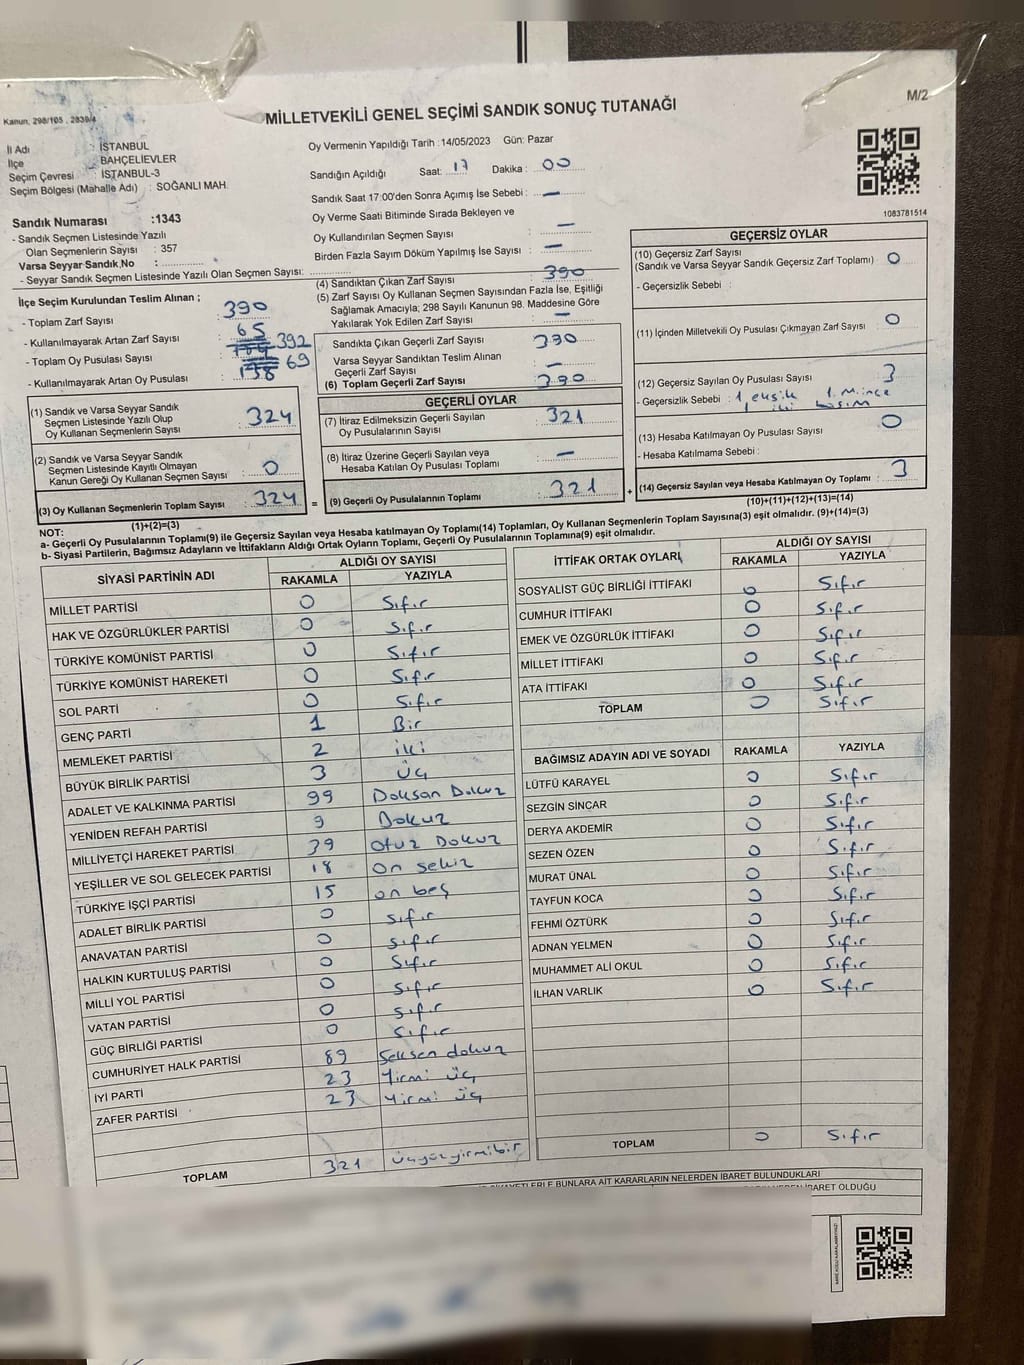 Kanun, 298/105 , 2839/4
MİLLETVEKİLİ GENEL SEÇİMİ SANDIK SONUÇ TUTANAĞI
M/2
İl Adı : İSTANBUL
İlçe : BAHÇELİEVLER
Seçim Çevresi : İSTANBUL-3
Seçim Bölgesi (Mahalle Adı) : SOĞANLI MAH.
Oy Vermenin Yapıldığı Tarih :14/05/2023 Gün: Pazar
Sandığın Açıldığı Saat: 17 Dakika : 00
Sandık Saat 17:00'den Sonra Açımış İse Sebebi : —
Oy Verme Saati Bitiminde Sırada Bekleyen ve
Oy Kullandırılan Seçmen Sayısı : —
Birden Fazla Sayım Döküm Yapılmış İse Sayısı : —
1083781514
Sandık Numarası :1343
- Sandık Seçmen Listesinde Yazılı
Olan Seçmenlerin Sayısı : 357
Varsa Seyyar Sandık No :
- Seyyar Sandık Seçmen Listesinde Yazılı Olan Seçmen Sayısı:
İlçe Seçim Kurulundan Teslim Alınan ;
- Toplam Zarf Sayısı : 390
- Kullanılmayarak Artan Zarf Sayısı : 65
- Toplam Oy Pusulası Sayısı : 392
- Kullanılmayarak Artan Oy Pusulası : 69
(1) Sandık ve Varsa Seyyar Sandık
Seçmen Listesinde Yazılı Olup
Oy Kullanan Seçmenlerin Sayısı : 324
(2) Sandık ve Varsa Seyyar Sandık
Seçmen Listesinde Kayıtlı Olmayan
Kanun Gereği Oy Kullanan Seçmen Sayısı : 0
(3) Oy Kullanan Seçmenlerin Toplam Sayısı : 324
(1)+(2)=(3)
(4) Sandıktan Çıkan Zarf Sayısı : 390
(5) Zarf Sayısı Oy Kullanan Seçmen Sayısından Fazla İse, Eşitliği
Sağlamak Amacıyla; 298 Sayılı Kanunun 98. Maddesine Göre
Yakılarak Yok Edilen Zarf Sayısı : —
Sandıkta Çıkan Geçerli Zarf Sayısı : 390
Varsa Seyyar Sandıktan Teslim Alınan
Geçerli Zarf Sayısı : —
(6) Toplam Geçerli Zarf Sayısı : 390
GEÇERLİ OYLAR
(7) İtiraz Edilmeksizin Geçerli Sayılan
Oy Pusulalarının Sayısı : 321
(8) İtiraz Üzerine Geçerli Sayılan veya
Hesaba Katılan Oy Pusulası Toplamı : —
= (9) Geçerli Oy Pusulalarının Toplamı : 321 +
GEÇERSİZ OYLAR
(10) Geçersiz Zarf Sayısı
(Sandık ve Varsa Seyyar Sandık Geçersiz Zarf Toplamı) : 0
- Geçersizlik Sebebi :
(11) İçinden Milletvekili Oy Pusulası Çıkmayan Zarf Sayısı : 0
(12) Geçersiz Sayılan Oy Pusulası Sayısı : 3
- Geçersizlik Sebebi : 1 eksik
(13) Hesaba Katılmayan Oy Pusulası Sayısı : 0
- Hesaba Katılmama Sebebi :
(14) Geçersiz Sayılan veya Hesaba Katılmayan Oy Toplamı : 3
(10)+(11)+(12)+(13)=(14)
NOT:
a- Geçerli Oy Pusulalarının Toplamı(9) ile Geçersiz Sayılan veya Hesaba katılmayan Oy Toplamı(14) Toplamları, Oy Kullanan Seçmenlerin Toplam Sayısına(3) eşit olmalıdır. (9)+(14)=(3)
b- Siyasi Partilerin, Bağımsız Adayların ve İttifakların Aldığı Ortak Oyların Toplamı, Geçerli Oy Pusulalarının Toplamına(9) eşit olmalıdır.
SİYASİ PARTİNİN ADI
ALDIĞI OY SAYISI
RAKAMLA YAZIYLA
MİLLET PARTİSİ 0 Sıfır
HAK VE ÖZGÜRLÜKLER PARTİSİ 0 Sıfır
TÜRKİYE KOMÜNİST PARTİSİ 0 Sıfır
TÜRKİYE KOMÜNİST HAREKETİ 0 Sıfır
SOL PARTİ 0 Sıfır
GENÇ PARTİ 1 Bir
MEMLEKET PARTİSİ 2 iki
BÜYÜK BİRLİK PARTİSİ 3 üç
ADALET VE KALKINMA PARTİSİ 99 Doksan Dokuz
YENİDEN REFAH PARTİSİ 9 Dokuz
MİLLİYETÇİ HAREKET PARTİSİ 39 otuz Dokuz
YEŞİLLER VE SOL GELECEK PARTİSİ 18 on sekiz
TÜRKİYE İŞÇİ PARTİSİ 15 on beş
ADALET BİRLİK PARTİSİ 0 Sıfır
ANAVATAN PARTİSİ 0 Sıfır
HALKIN KURTULUŞ PARTİSİ 0 Sıfır
MİLLİ YOL PARTİSİ 0 Sıfır
VATAN PARTİSİ 0 Sıfır
GÜÇ BİRLİĞİ PARTİSİ 0 Sıfır
CUMHURİYET HALK PARTİSİ 89 Seksen dokuz
İYİ PARTİ 23 Yirmi üç
ZAFER PARTİSİ 23 Yirmi üç
TOPLAM 321 üçyüzyirmibir
İTTİFAK ORTAK OYLARI
ALDIĞI OY SAYISI
RAKAMLA YAZIYLA
SOSYALİST GÜÇ BİRLİĞİ İTTİFAKI 0 Sıfır
CUMHUR İTTİFAKI 0 Sıfır
EMEK VE ÖZGÜRLÜK İTTİFAKI 0 Sıfır
MİLLET İTTİFAKI 0 Sıfır
ATA İTTİFAKI 0 Sıfır
TOPLAM 0 Sıfır
BAĞIMSIZ ADAYIN ADI VE SOYADI RAKAMLA YAZIYLA
LÜTFÜ KARAYEL 0 Sıfır
SEZGİN SİNCAR 0 Sıfır
DERYA AKDEMİR 0 Sıfır
SEZEN ÖZEN 0 Sıfır
MURAT ÜNAL 0 Sıfır
TAYFUN KOCA 0 Sıfır
FEHMİ ÖZTÜRK 0 Sıfır
ADNAN YELMEN 0 Sıfır
MUHAMMET ALİ OKUL 0 Sıfır
İLHAN VARLIK 0 Sıfır
TOPLAM 0 Sıfır
BUNLARA AİT KARARLARIN NELERDEN İBARET BULUNDUKLARI
İBARET OLDUĞU